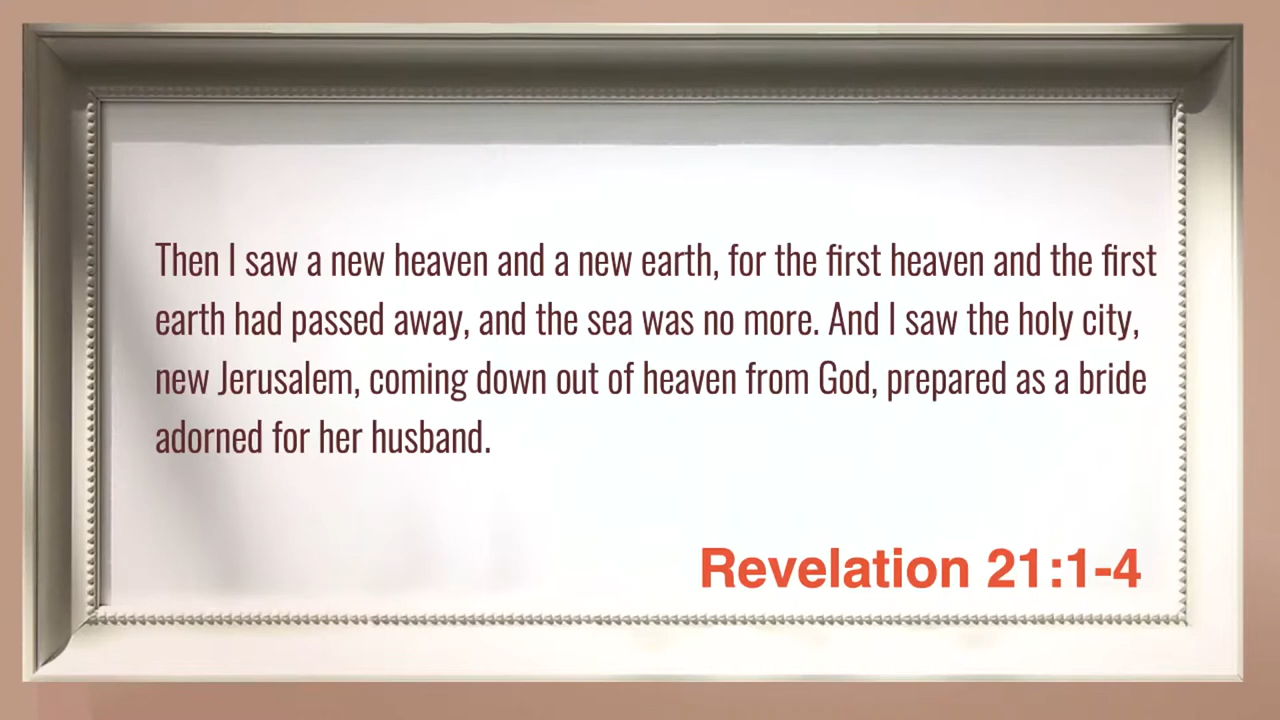 Then I saw a new heaven and a new earth, for the first heaven and the first
earth had passed away, and the sea was no more. And I saw the holy city,
new Jerusalem, coming down out of heaven from God, prepared as a bride
adorned for her husband.
Revelation 21:1-4